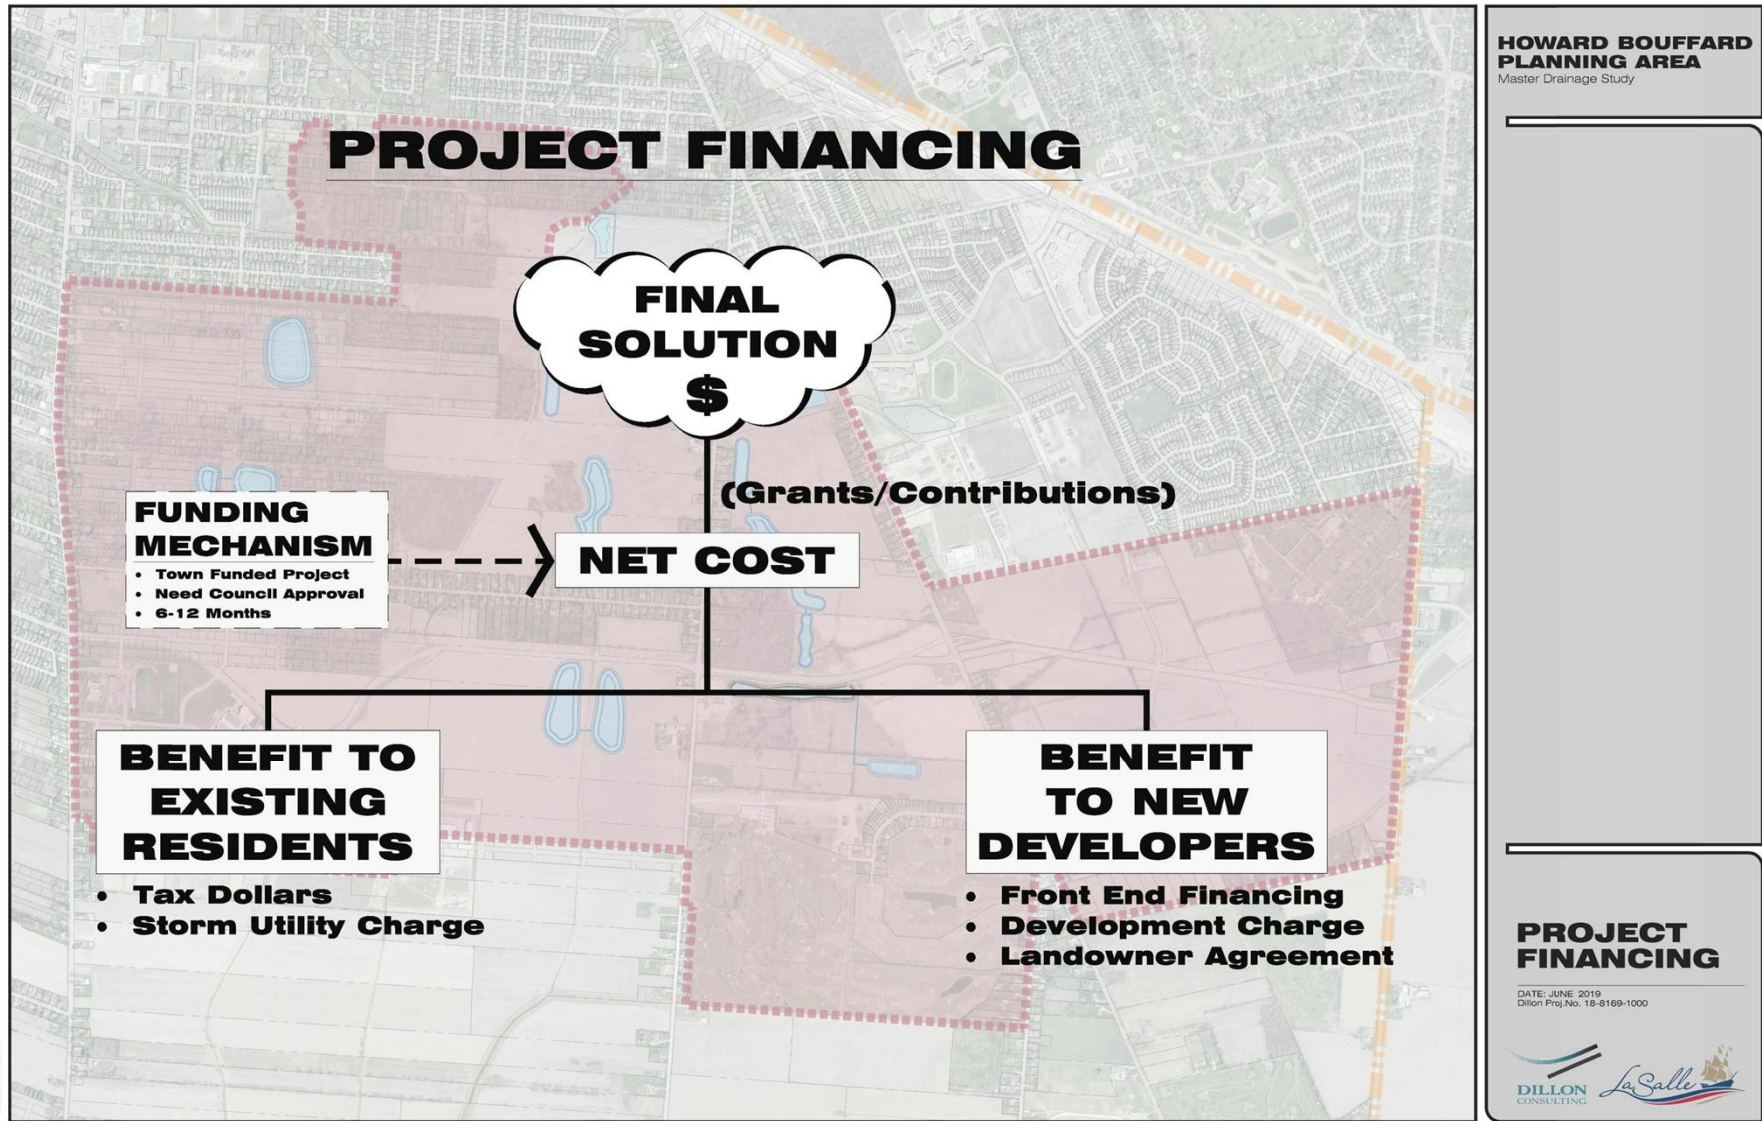 PROJECT FINANCING
FINAL
SOLUTION
$
(Grants/Contributions)
FUNDING
MECHANISM
• Town Funded Project
• Need Council Approval
• 6-12 Months
NET COST
BENEFIT TO
EXISTING
RESIDENTS
• Tax Dollars
• Storm Utility Charge
BENEFIT
TO NEW
DEVELOPERS
• Front End Financing
• Development Charge
• Landowner Agreement
HOWARD BOUFFARD
PLANNING AREA
Master Drainage Study
PROJECT
FINANCING
DATE: JUNE 2019
Dillon Proj.No. 18-8169-1000
DILLON
CONSULTING
LaSalle